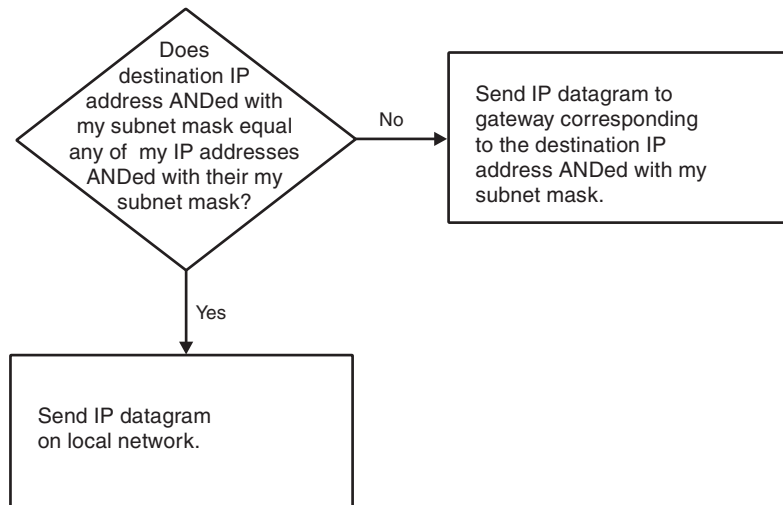 Does
destination IP
address ANDed with
my subnet mask equal
any of my IP addresses
ANDed with their my
subnet mask?
No
Send IP datagram to
gateway corresponding
to the destination IP
address ANDed with my
subnet mask.
Yes
Send IP datagram
on local network.